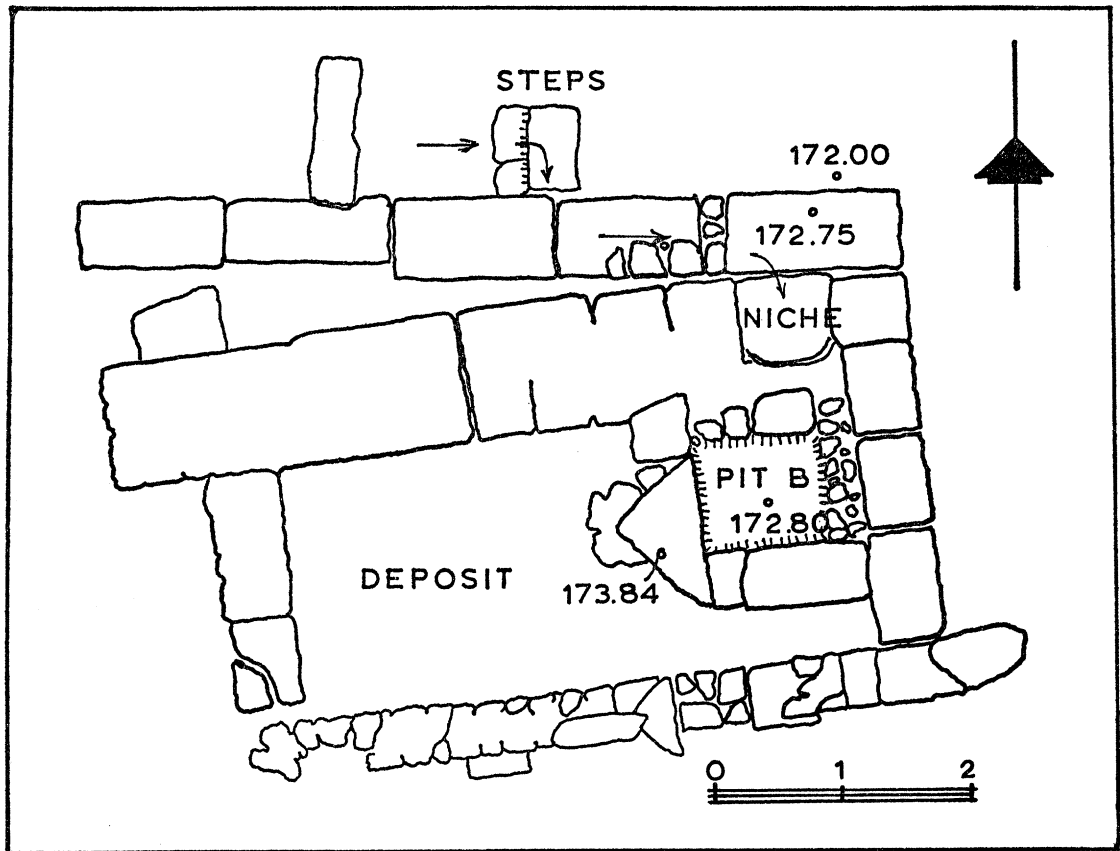 STEPS
172.00
172.75
NICHE
PIT B
172.80
DEPOSIT
173.84
0 1 2